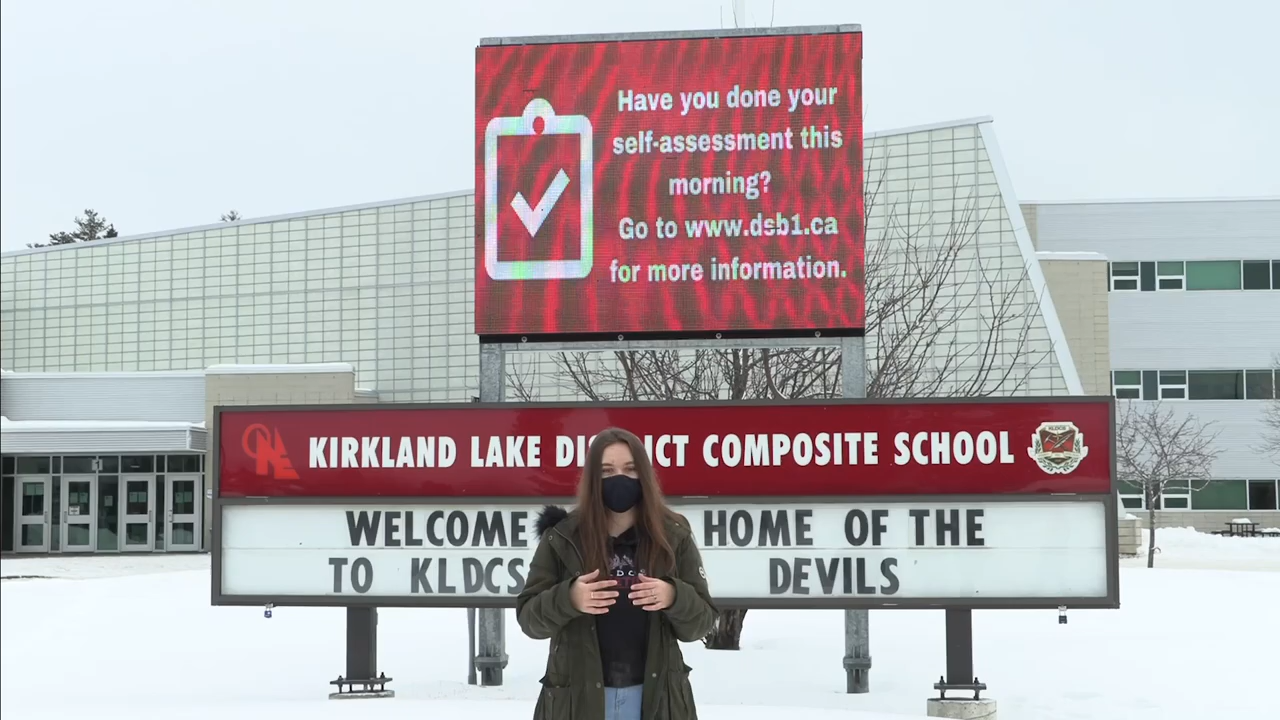 Have you done your
self-assessment this
morning?
Go to www.dsb1.ca
for more information.
KIRKLAND LAKE DISTRICT COMPOSITE SCHOOL
WELCOME HOME OF THE
TO KLDCS DEVILS